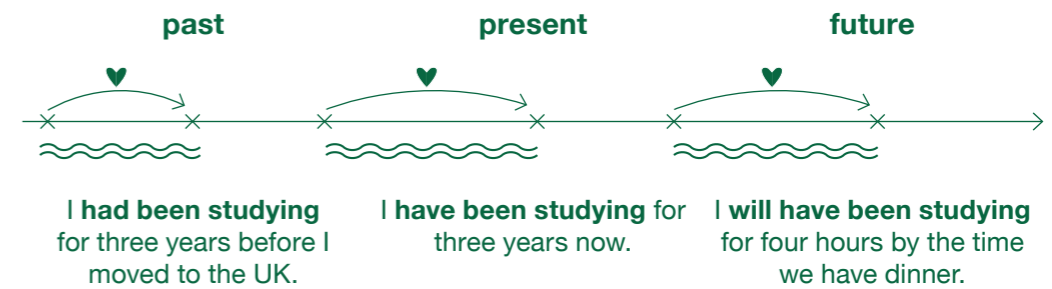 past
present
future
I had been studying
for three years before I
moved to the UK.
I have been studying for
three years now.
I will have been studying
for four hours by the time
we have dinner.